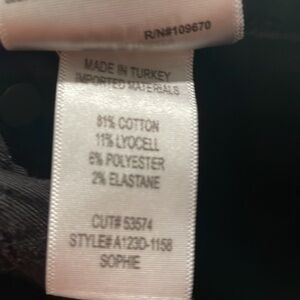 R/N#109670
MADE IN TURKEY
IMPORTED MATERIALS
81% COTTON
11% LYOCELL
6% POLYESTER
2% ELASTANE
CUT# 53574
STYLE# A123D-1158
SOPHIE